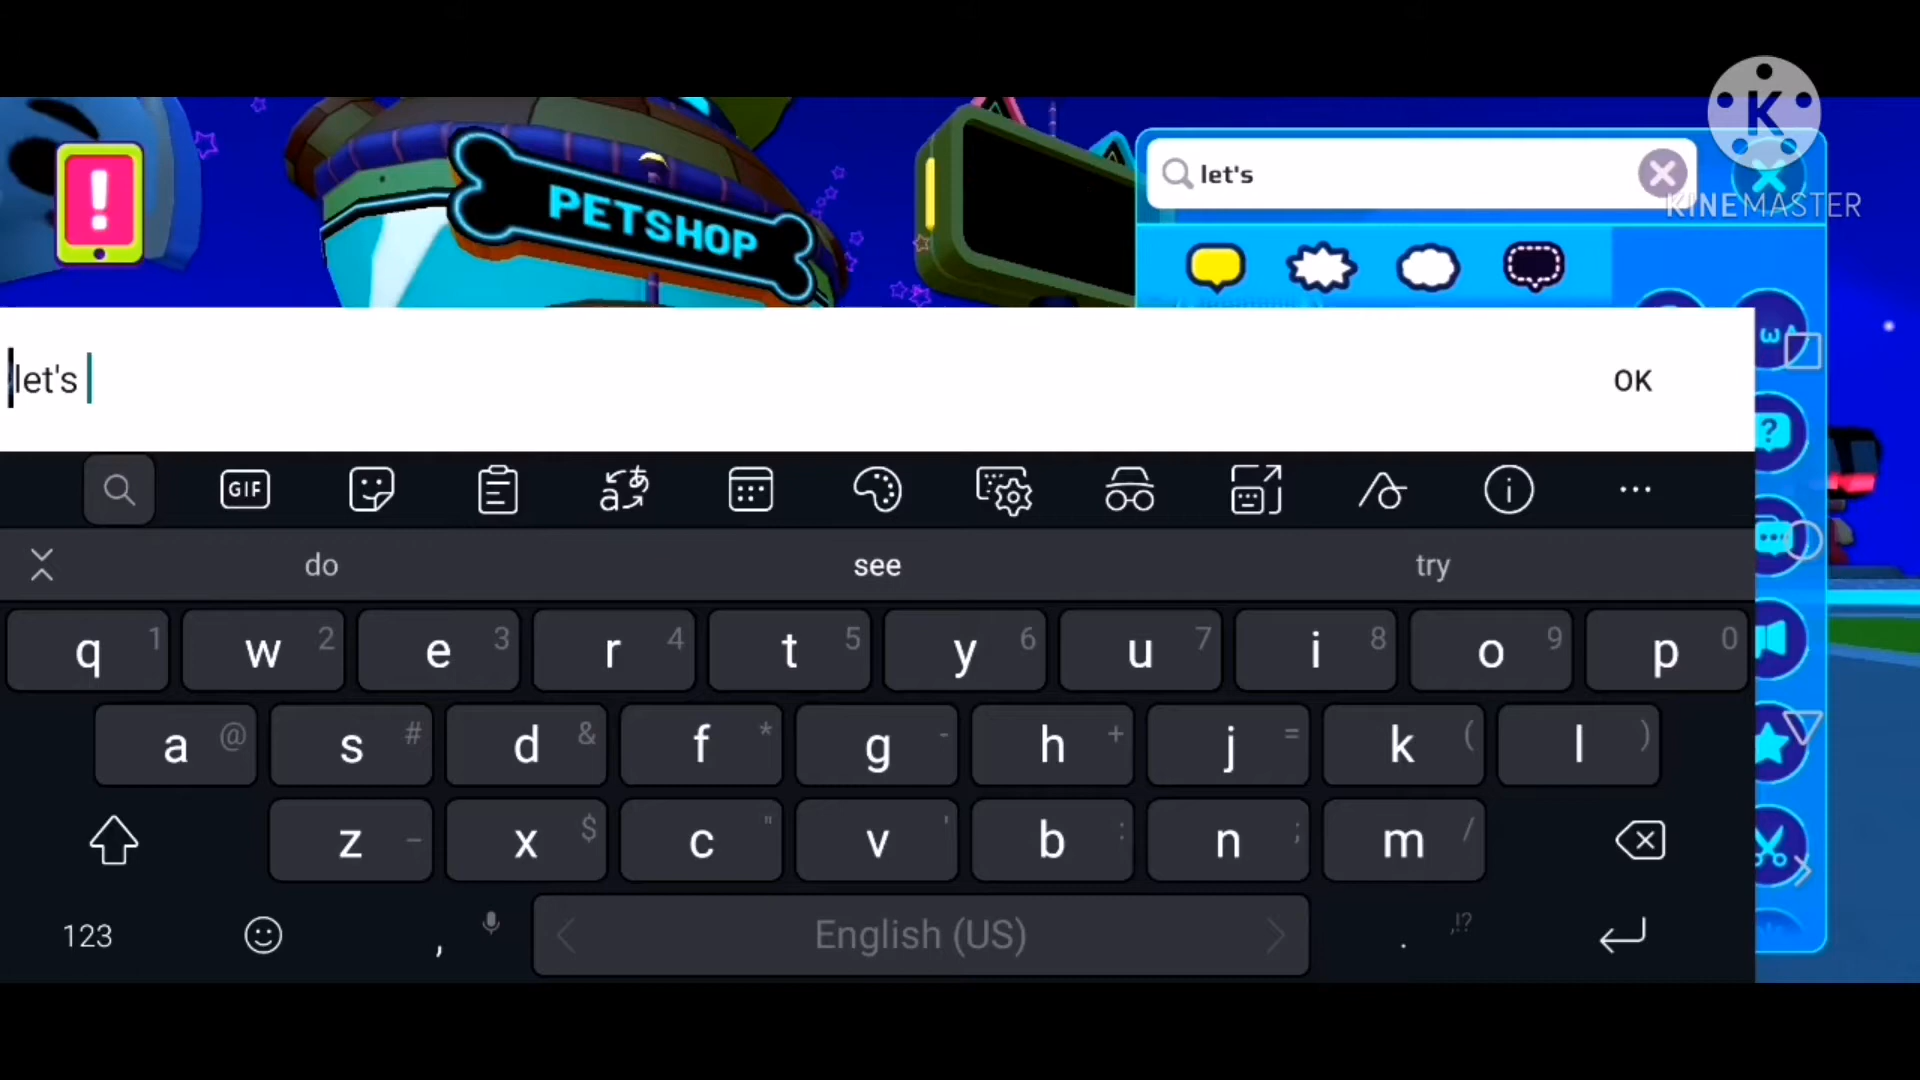 K
KINEMASTER
let's
!
PETSHOP
ω
let's
OK
?
GIF
do see try
q 1 w 2 e 3 r 4 t 5 y 6 u 7 i 8 o 9 p 0
a @ s # d & f * g - h + j = k ( l )
z _ x $ c " v ' b : n ; m /
123 , English (US) . ,!?